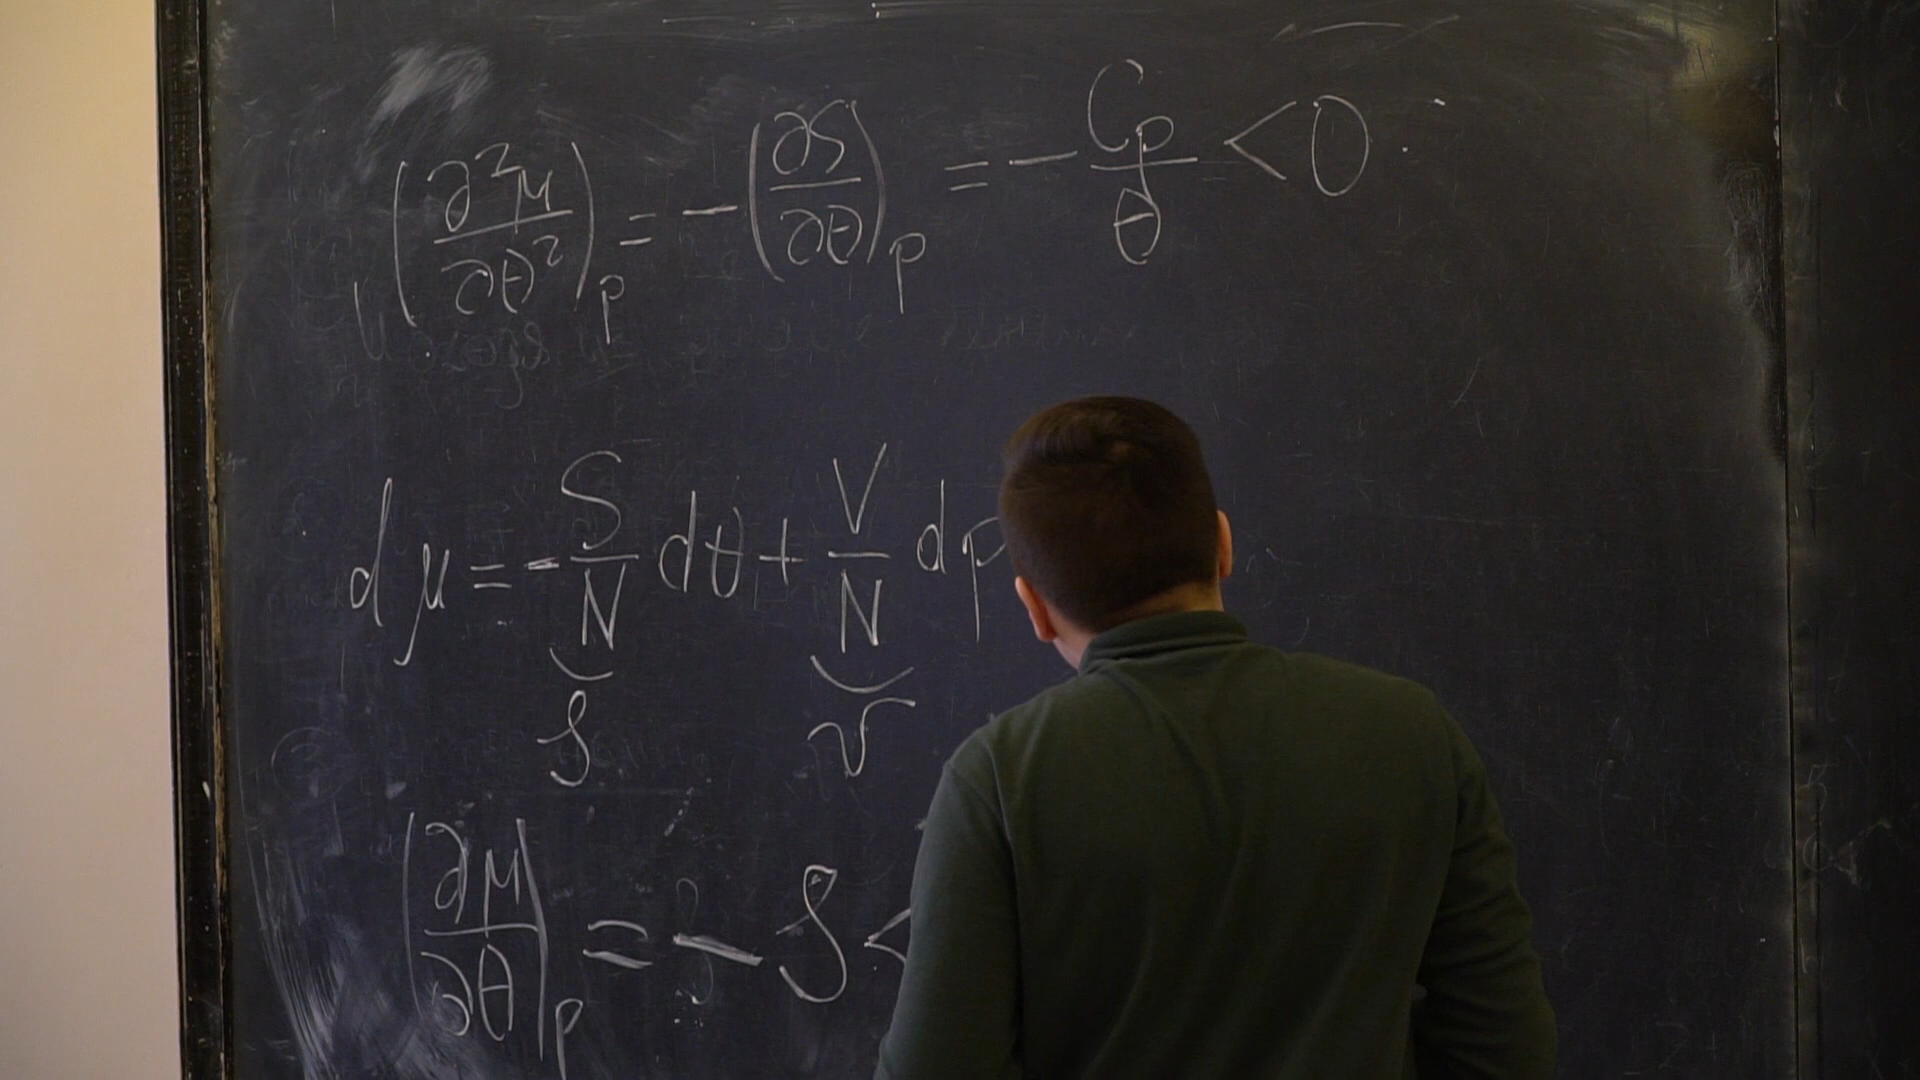 (∂²μ/∂θ²)_p = -(∂S/∂θ)_p = - C_p/θ < 0.
dμ = - S/N dθ + V/N dp
s v
(∂μ/∂θ)_p = - s <